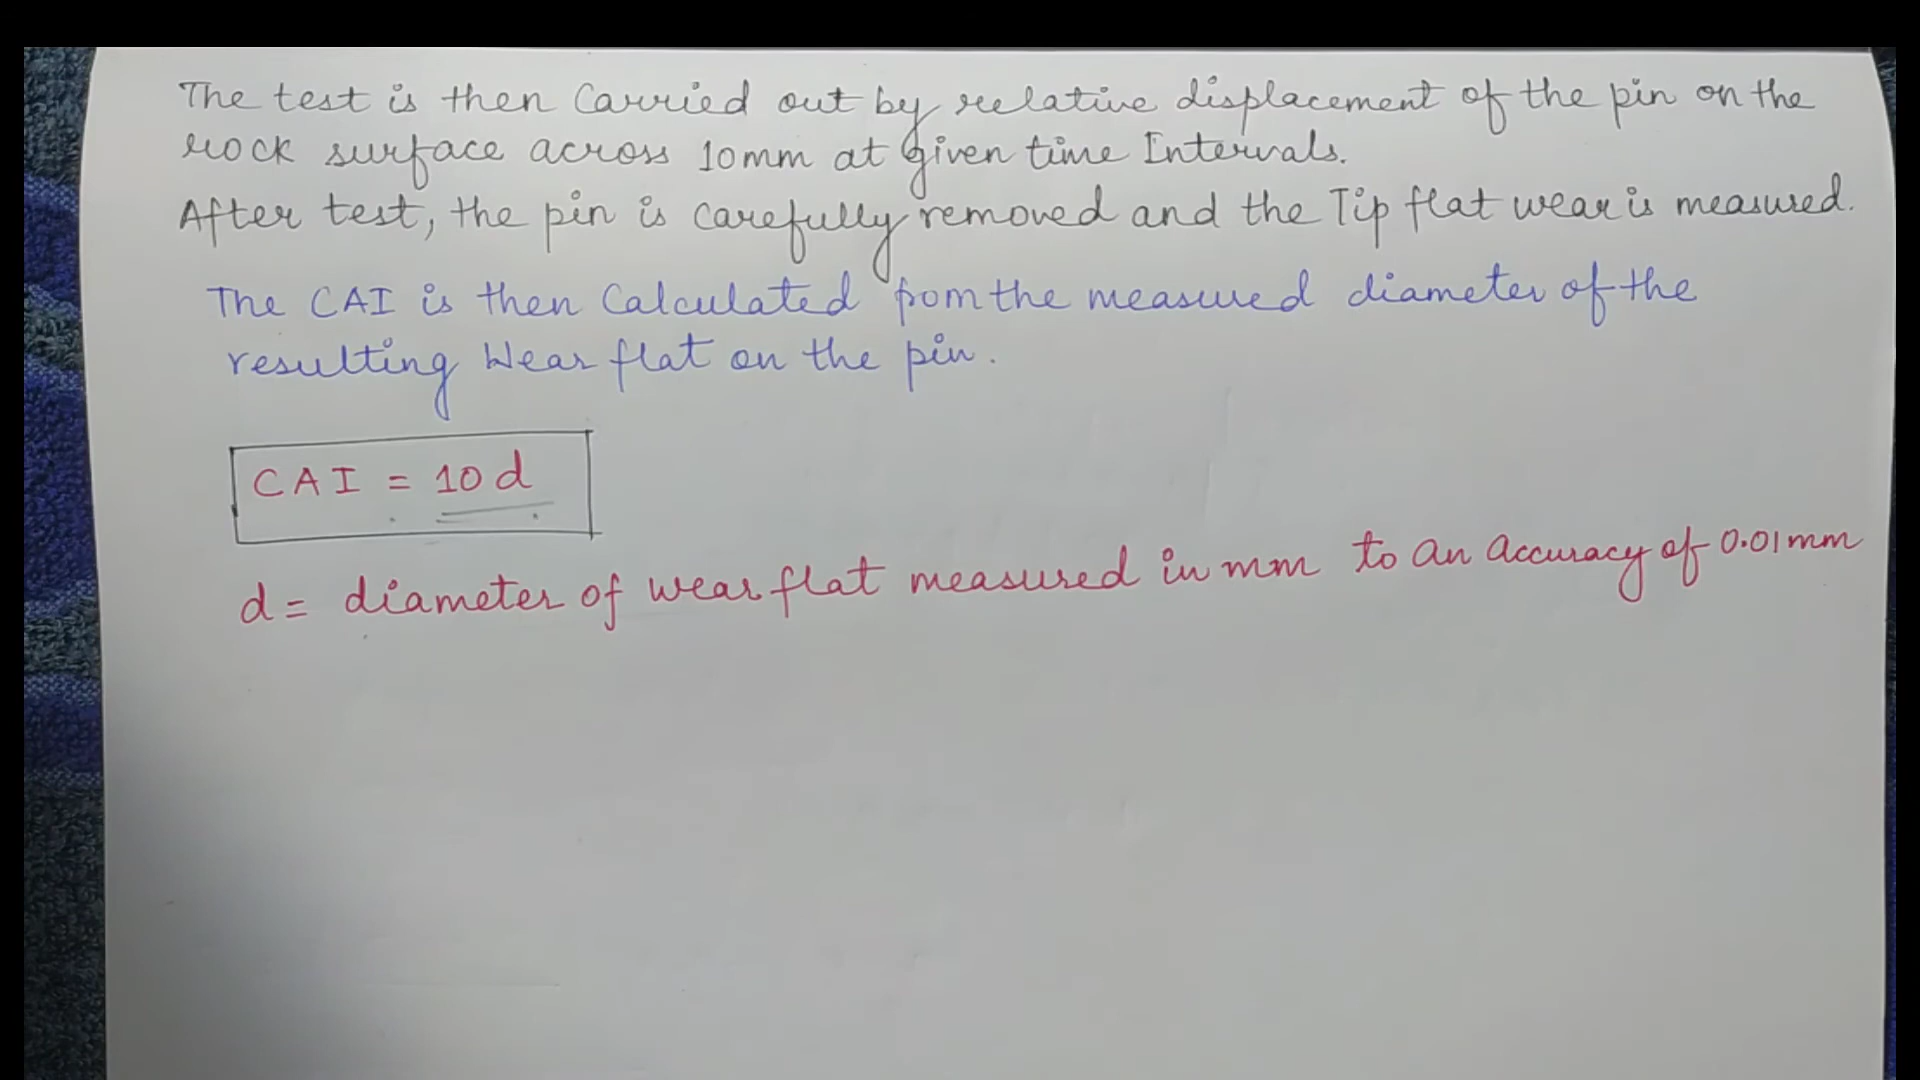 The test is then Carried out by relative displacement of the pin on the
rock surface across 10mm at given time Intervals.
After test, the pin is carefully removed and the Tip flat wear is measured.
The CAI is then Calculated from the measured diameter of the
resulting Wear flat on the pin.
CAI = 10 d
d = diameter of wear flat measured in mm to an accuracy of 0.01mm